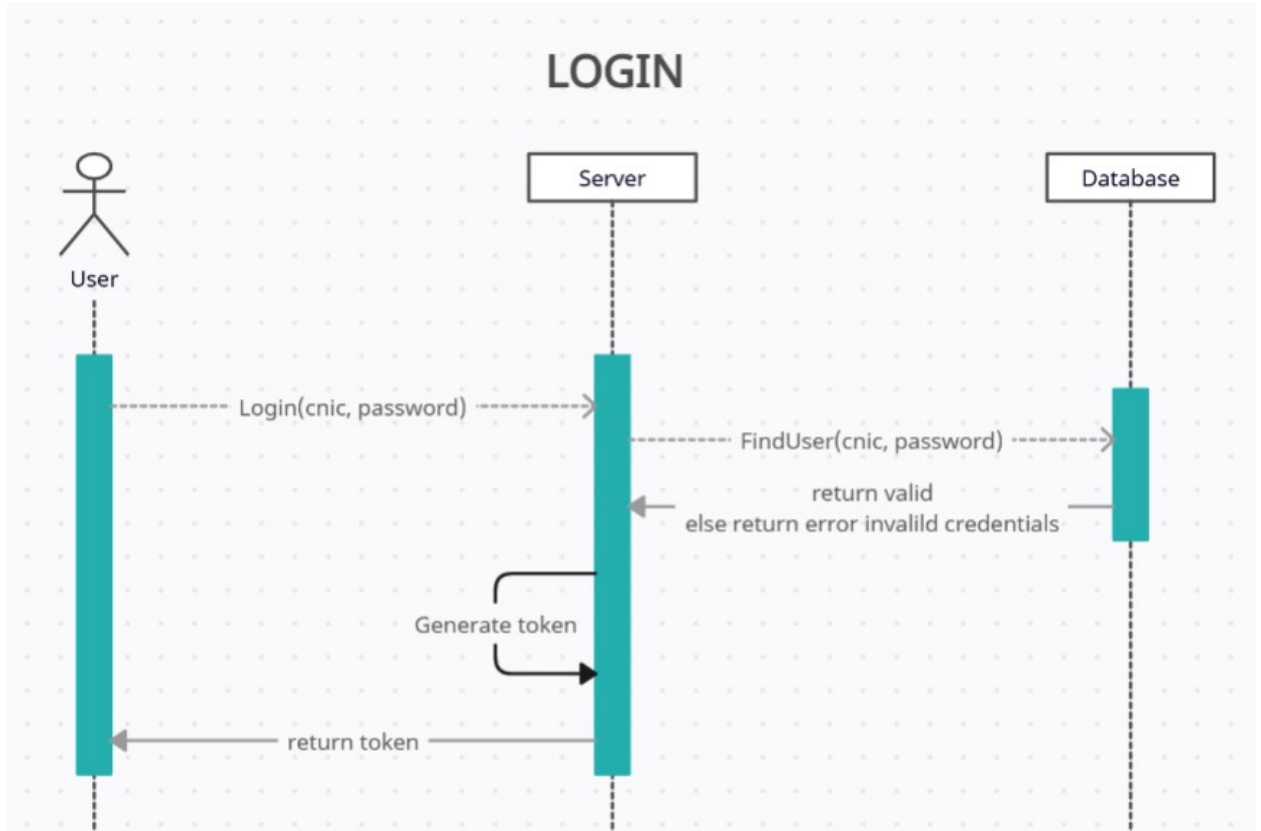 LOGIN
Server
Database
User
Login(cnic, password)
FindUser(cnic, password)
return valid
else return error invalild credentials
Generate token
return token